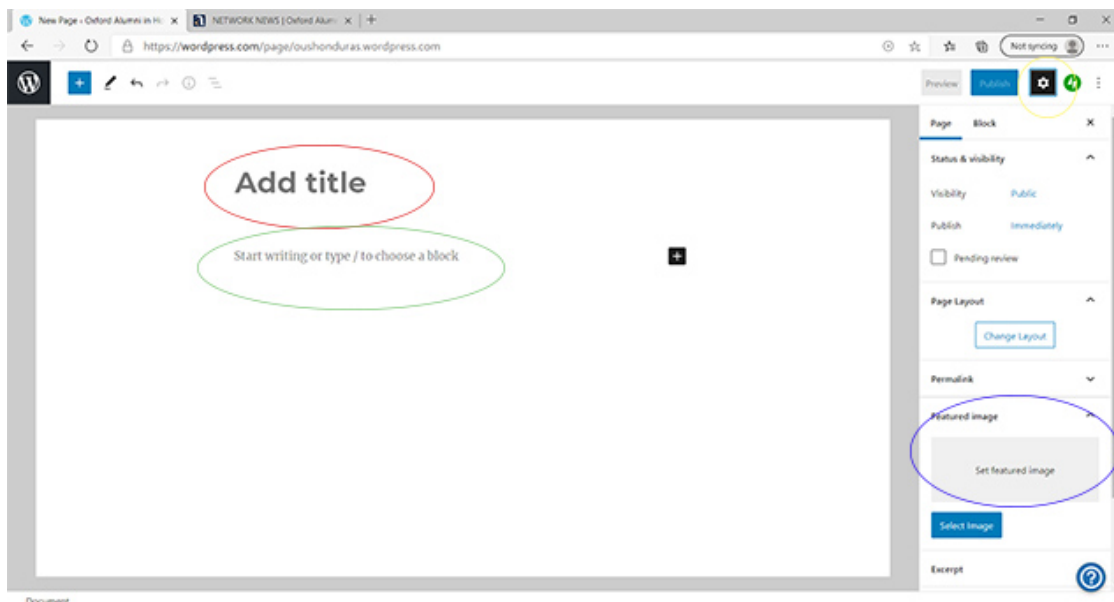 New Page ‹ Oxford Alumni in H
NETWORK NEWS | Oxford Alum
https://wordpress.com/page/oushonduras.wordpress.com
Not syncing
Preview
Publish
Page Block
Status & visibility
Add title
Visibility Public
Publish Immediately
Start writing or type / to choose a block
Pending review
Page Layout
Change Layout
Permalink
Featured image
Set featured image
Select Image
Excerpt
Document